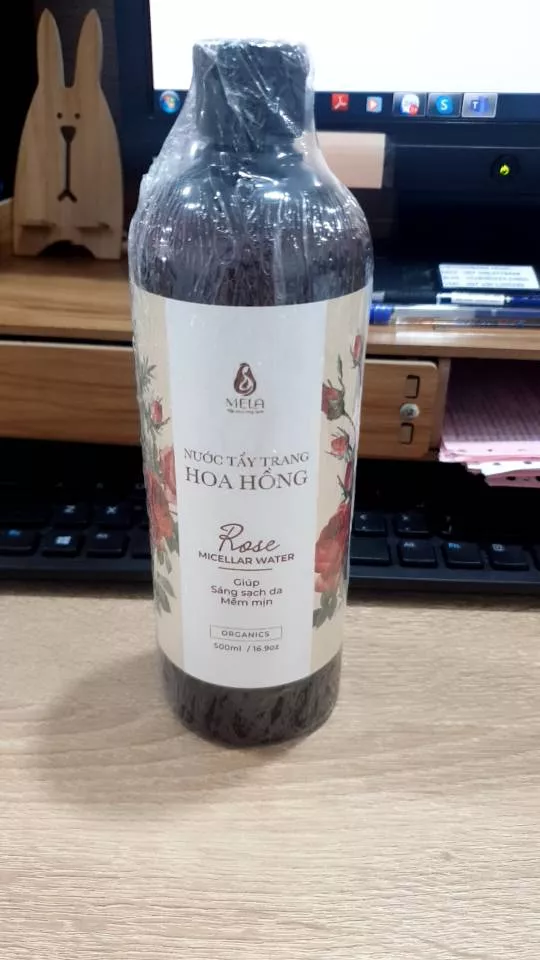 MELA
NƯỚC TẨY TRANG
HOA HỒNG
Rose
MICELLAR WATER
Giúp
Sáng sạch da
Mềm mịn
ORGANICS
500ml / 16.9oz